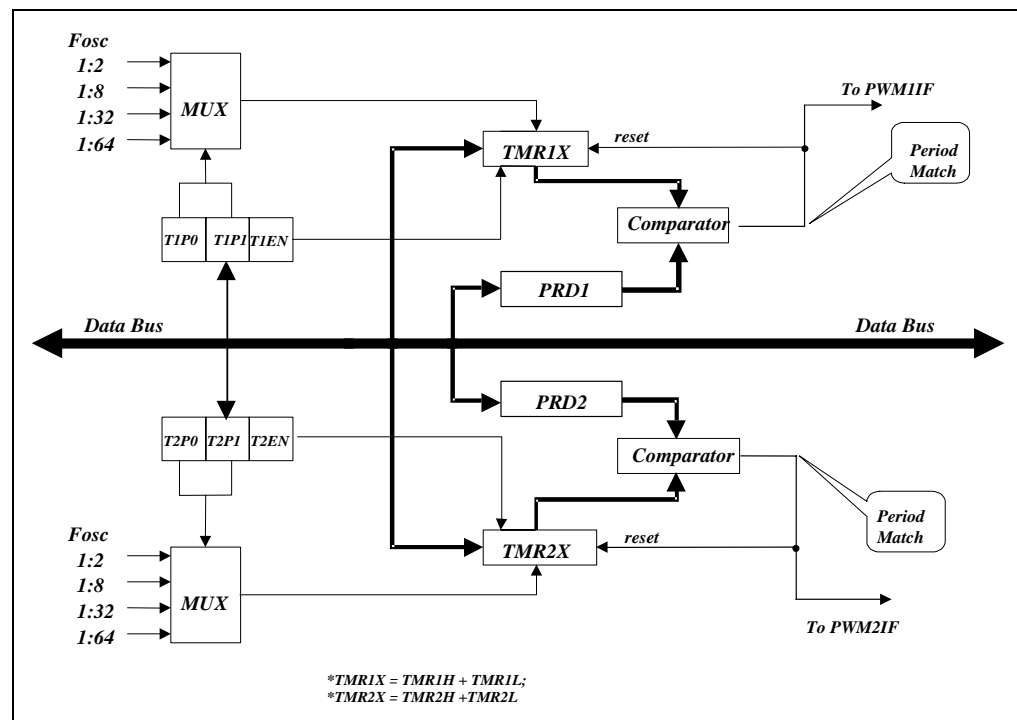 Fosc
1:2
1:8
1:32
1:64
MUX
To PWM1IF
TMR1X
reset
Period
Match
Comparator
T1P0 T1P1 T1EN
PRD1
Data Bus
Data Bus
PRD2
T2P0 T2P1 T2EN
Comparator
Period
Match
Fosc
1:2
1:8
1:32
1:64
MUX
TMR2X
reset
To PWM2IF
*TMR1X = TMR1H + TMR1L;
*TMR2X = TMR2H +TMR2L